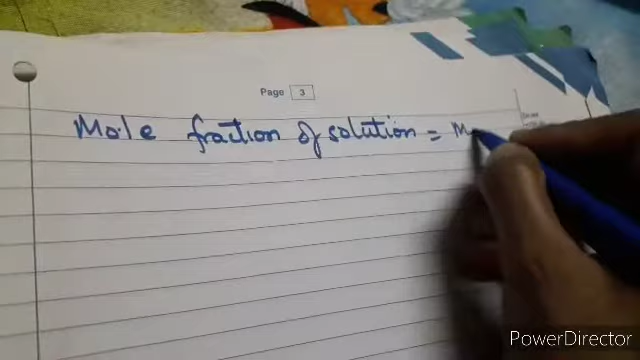 Page 3
Mole fraction of solution = M
PowerDirector